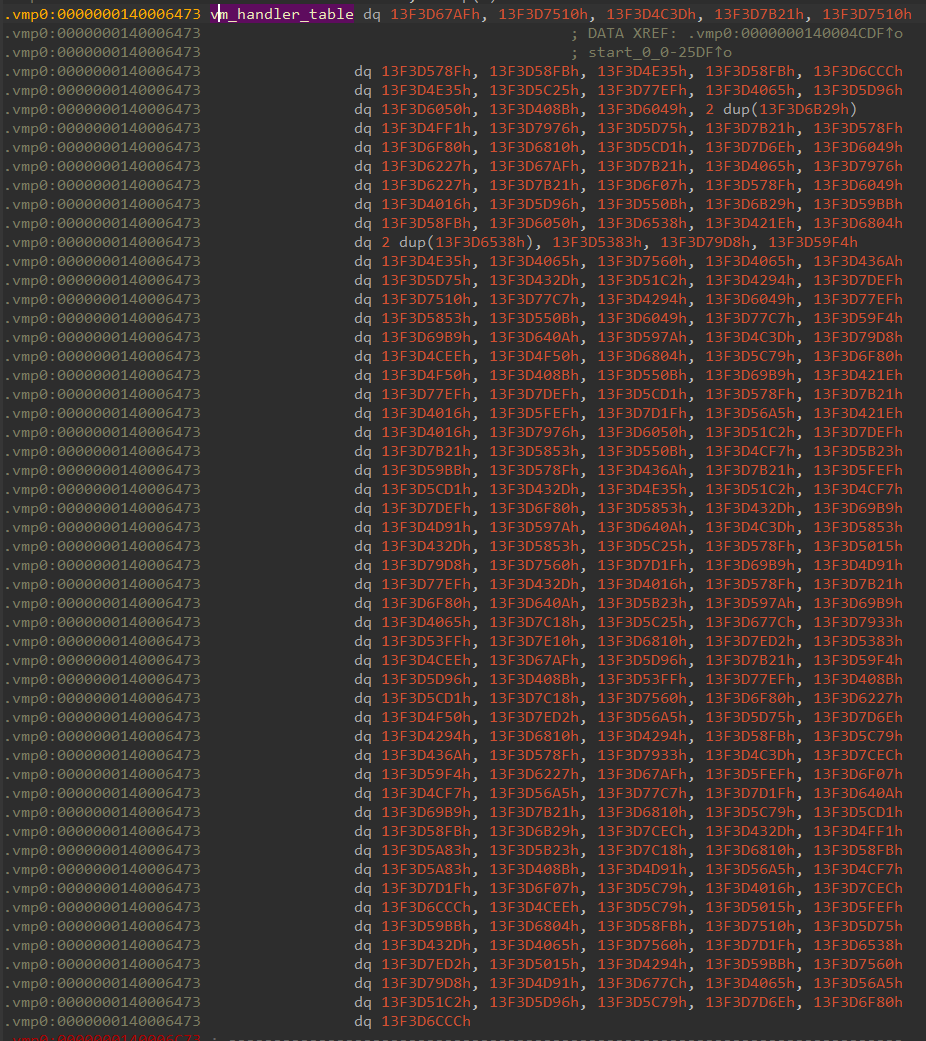 .vmp0:0000000140006473 vm_handler_table dq 13F3D67AFh, 13F3D7510h, 13F3D4C3Dh, 13F3D7B21h, 13F3D7510h
.vmp0:0000000140006473 ; DATA XREF: .vmp0:0000000140004CDF↑o
.vmp0:0000000140006473 ; start_0_0-25DF↑o
.vmp0:0000000140006473 dq 13F3D578Fh, 13F3D58FBh, 13F3D4E35h, 13F3D58FBh, 13F3D6CCCh
.vmp0:0000000140006473 dq 13F3D4E35h, 13F3D5C25h, 13F3D77EFh, 13F3D4065h, 13F3D5D96h
.vmp0:0000000140006473 dq 13F3D6050h, 13F3D408Bh, 13F3D6049h, 2 dup(13F3D6B29h)
.vmp0:0000000140006473 dq 13F3D4FF1h, 13F3D7976h, 13F3D5D75h, 13F3D7B21h, 13F3D578Fh
.vmp0:0000000140006473 dq 13F3D6F80h, 13F3D6810h, 13F3D5CD1h, 13F3D7D6Eh, 13F3D6049h
.vmp0:0000000140006473 dq 13F3D6227h, 13F3D67AFh, 13F3D7B21h, 13F3D4065h, 13F3D7976h
.vmp0:0000000140006473 dq 13F3D6227h, 13F3D7B21h, 13F3D6F07h, 13F3D578Fh, 13F3D6049h
.vmp0:0000000140006473 dq 13F3D4016h, 13F3D5D96h, 13F3D550Bh, 13F3D6B29h, 13F3D59BBh
.vmp0:0000000140006473 dq 13F3D58FBh, 13F3D6050h, 13F3D6538h, 13F3D421Eh, 13F3D6804h
.vmp0:0000000140006473 dq 2 dup(13F3D6538h), 13F3D5383h, 13F3D79D8h, 13F3D59F4h
.vmp0:0000000140006473 dq 13F3D4E35h, 13F3D4065h, 13F3D7560h, 13F3D4065h, 13F3D436Ah
.vmp0:0000000140006473 dq 13F3D5D75h, 13F3D432Dh, 13F3D51C2h, 13F3D4294h, 13F3D7DEFh
.vmp0:0000000140006473 dq 13F3D7510h, 13F3D77C7h, 13F3D4294h, 13F3D6049h, 13F3D77EFh
.vmp0:0000000140006473 dq 13F3D5853h, 13F3D550Bh, 13F3D6049h, 13F3D77C7h, 13F3D59F4h
.vmp0:0000000140006473 dq 13F3D69B9h, 13F3D640Ah, 13F3D597Ah, 13F3D4C3Dh, 13F3D79D8h
.vmp0:0000000140006473 dq 13F3D4CEEh, 13F3D4F50h, 13F3D6804h, 13F3D5C79h, 13F3D6F80h
.vmp0:0000000140006473 dq 13F3D4F50h, 13F3D408Bh, 13F3D550Bh, 13F3D69B9h, 13F3D421Eh
.vmp0:0000000140006473 dq 13F3D77EFh, 13F3D7DEFh, 13F3D5CD1h, 13F3D578Fh, 13F3D7B21h
.vmp0:0000000140006473 dq 13F3D4016h, 13F3D5FEFh, 13F3D7D1Fh, 13F3D56A5h, 13F3D421Eh
.vmp0:0000000140006473 dq 13F3D4016h, 13F3D7976h, 13F3D6050h, 13F3D51C2h, 13F3D7DEFh
.vmp0:0000000140006473 dq 13F3D7B21h, 13F3D5853h, 13F3D550Bh, 13F3D4CF7h, 13F3D5B23h
.vmp0:0000000140006473 dq 13F3D59BBh, 13F3D578Fh, 13F3D436Ah, 13F3D7B21h, 13F3D5FEFh
.vmp0:0000000140006473 dq 13F3D5CD1h, 13F3D432Dh, 13F3D4E35h, 13F3D51C2h, 13F3D4CF7h
.vmp0:0000000140006473 dq 13F3D7DEFh, 13F3D6F80h, 13F3D5853h, 13F3D432Dh, 13F3D69B9h
.vmp0:0000000140006473 dq 13F3D4D91h, 13F3D597Ah, 13F3D640Ah, 13F3D4C3Dh, 13F3D5853h
.vmp0:0000000140006473 dq 13F3D432Dh, 13F3D5853h, 13F3D5C25h, 13F3D578Fh, 13F3D5015h
.vmp0:0000000140006473 dq 13F3D79D8h, 13F3D7560h, 13F3D7D1Fh, 13F3D69B9h, 13F3D4D91h
.vmp0:0000000140006473 dq 13F3D77EFh, 13F3D432Dh, 13F3D4016h, 13F3D578Fh, 13F3D7B21h
.vmp0:0000000140006473 dq 13F3D6F80h, 13F3D640Ah, 13F3D5B23h, 13F3D597Ah, 13F3D69B9h
.vmp0:0000000140006473 dq 13F3D4065h, 13F3D7C18h, 13F3D5C25h, 13F3D677Ch, 13F3D7933h
.vmp0:0000000140006473 dq 13F3D53FFh, 13F3D7E10h, 13F3D6810h, 13F3D7ED2h, 13F3D5383h
.vmp0:0000000140006473 dq 13F3D4CEEh, 13F3D67AFh, 13F3D5D96h, 13F3D7B21h, 13F3D59F4h
.vmp0:0000000140006473 dq 13F3D5D96h, 13F3D408Bh, 13F3D53FFh, 13F3D77EFh, 13F3D408Bh
.vmp0:0000000140006473 dq 13F3D5CD1h, 13F3D7C18h, 13F3D7560h, 13F3D6F80h, 13F3D6227h
.vmp0:0000000140006473 dq 13F3D4F50h, 13F3D7ED2h, 13F3D56A5h, 13F3D5D75h, 13F3D7D6Eh
.vmp0:0000000140006473 dq 13F3D4294h, 13F3D6810h, 13F3D4294h, 13F3D58FBh, 13F3D5C79h
.vmp0:0000000140006473 dq 13F3D436Ah, 13F3D578Fh, 13F3D7933h, 13F3D4C3Dh, 13F3D7CECh
.vmp0:0000000140006473 dq 13F3D59F4h, 13F3D6227h, 13F3D67AFh, 13F3D5FEFh, 13F3D6F07h
.vmp0:0000000140006473 dq 13F3D4CF7h, 13F3D56A5h, 13F3D77C7h, 13F3D7D1Fh, 13F3D640Ah
.vmp0:0000000140006473 dq 13F3D69B9h, 13F3D7B21h, 13F3D6810h, 13F3D5C79h, 13F3D5CD1h
.vmp0:0000000140006473 dq 13F3D58FBh, 13F3D6B29h, 13F3D7CECh, 13F3D432Dh, 13F3D4FF1h
.vmp0:0000000140006473 dq 13F3D5A83h, 13F3D5B23h, 13F3D7C18h, 13F3D6810h, 13F3D58FBh
.vmp0:0000000140006473 dq 13F3D5A83h, 13F3D408Bh, 13F3D4D91h, 13F3D56A5h, 13F3D4CF7h
.vmp0:0000000140006473 dq 13F3D7D1Fh, 13F3D6F07h, 13F3D5C79h, 13F3D4016h, 13F3D7CECh
.vmp0:0000000140006473 dq 13F3D6CCCh, 13F3D4CEEh, 13F3D5C79h, 13F3D5015h, 13F3D5FEFh
.vmp0:0000000140006473 dq 13F3D59BBh, 13F3D6804h, 13F3D58FBh, 13F3D7510h, 13F3D5D75h
.vmp0:0000000140006473 dq 13F3D432Dh, 13F3D4065h, 13F3D7560h, 13F3D7D1Fh, 13F3D6538h
.vmp0:0000000140006473 dq 13F3D7ED2h, 13F3D5015h, 13F3D4294h, 13F3D59BBh, 13F3D7560h
.vmp0:0000000140006473 dq 13F3D79D8h, 13F3D4D91h, 13F3D677Ch, 13F3D4065h, 13F3D56A5h
.vmp0:0000000140006473 dq 13F3D51C2h, 13F3D5D96h, 13F3D5C79h, 13F3D7D6Eh, 13F3D6F80h
.vmp0:0000000140006473 dq 13F3D6CCCh